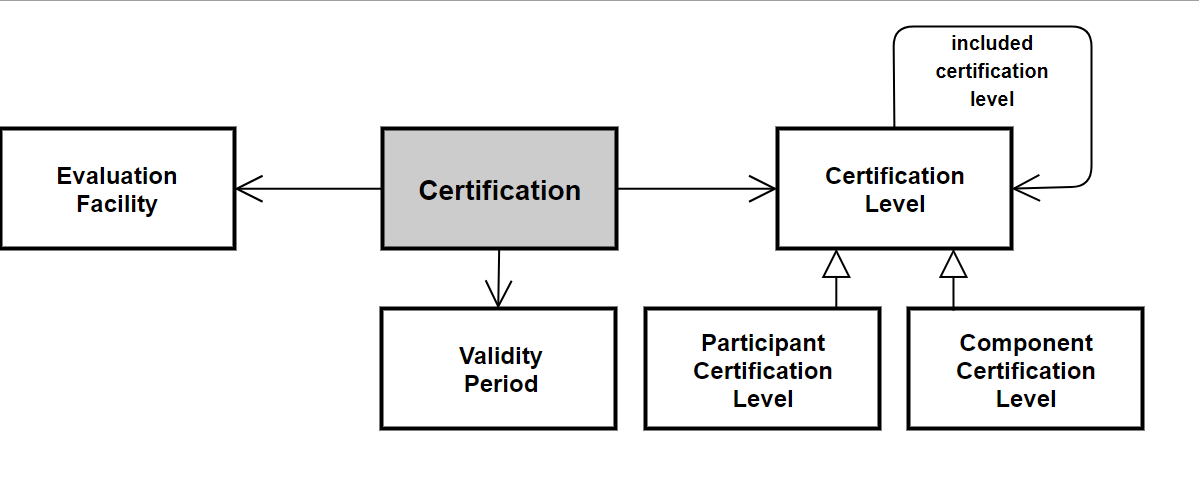 included
certification
level
Evaluation
Facility
Certification
Certification
Level
Validity
Period
Participant
Certification
Level
Component
Certification
Level